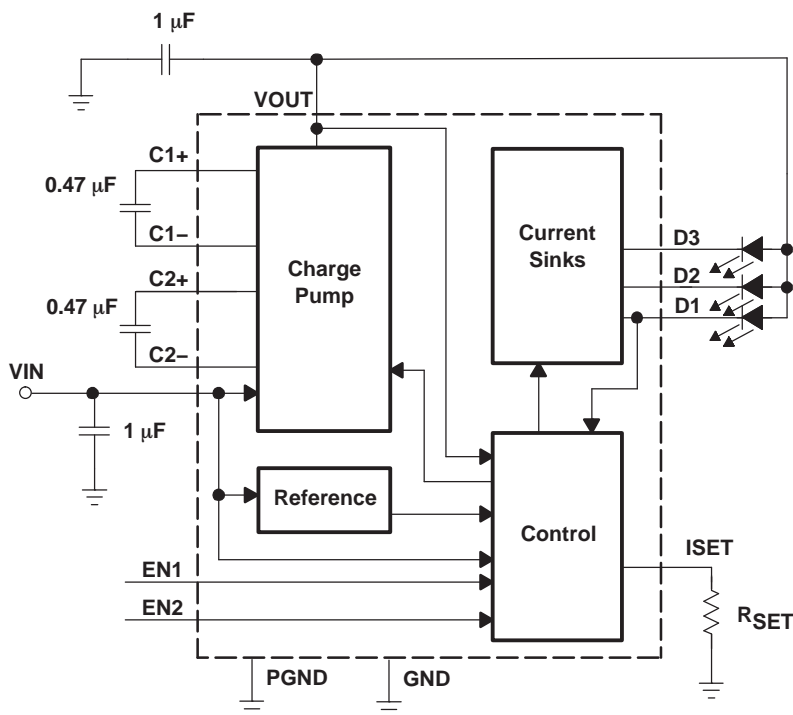 1 μF
VOUT
C1+
0.47 μF
C1–
C2+
0.47 μF
C2–
VIN
1 μF
Charge
Pump
Current
Sinks
D3
D2
D1
Reference
Control
ISET
RSET
EN1
EN2
PGND
GND